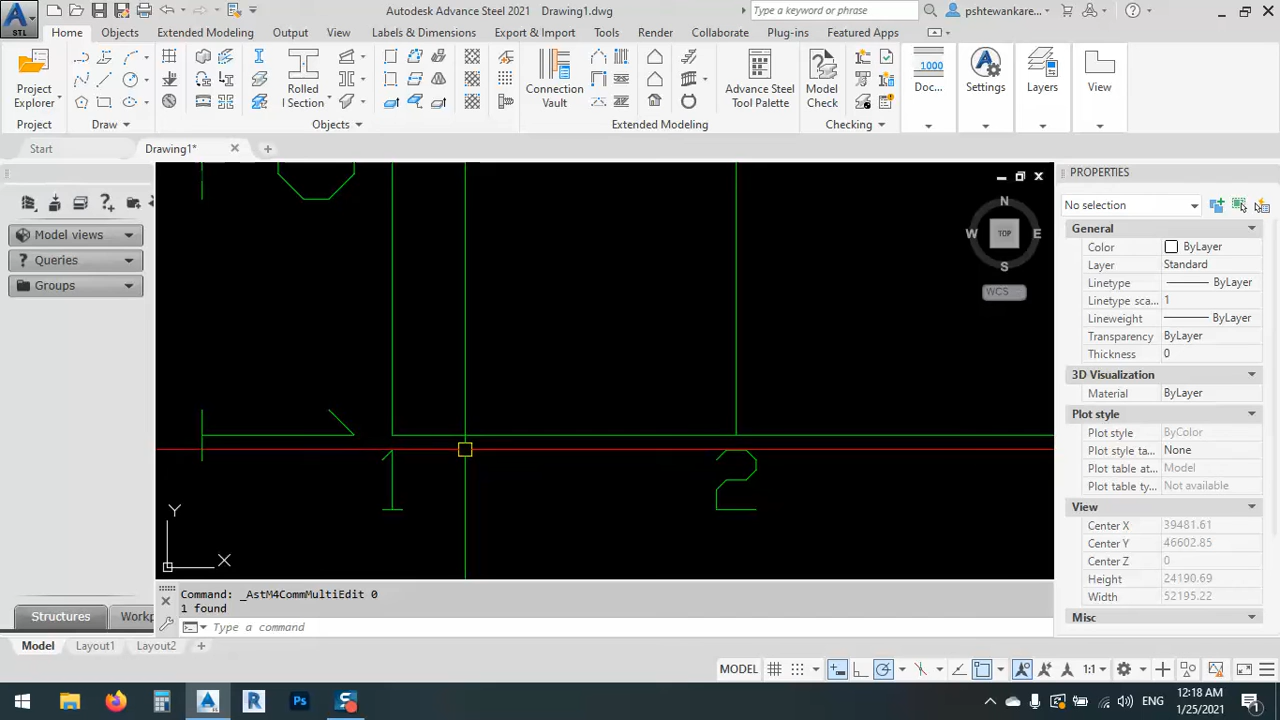 Autodesk Advance Steel 2021 Drawing1.dwg
Type a keyword or phrase
pshtewankare...
STL
Home Objects Extended Modeling Output View Labels & Dimensions Export & Import Tools Render Collaborate Plug-ins Featured Apps
Project Explorer
Rolled I Section
Connection Vault
Advance Steel Tool Palette
Model Check
1000
Doc...
Settings
Layers
View
Project Draw Objects Extended Modeling Checking
Start Drawing1*
Model views
Queries
Groups
Structures Workp
N
W TOP E
S
WCS
1 2
Y
X
PROPERTIES
No selection
General
Color ByLayer
Layer Standard
Linetype ByLayer
Linetype sca... 1
Lineweight ByLayer
Transparency ByLayer
Thickness 0
3D Visualization
Material ByLayer
Plot style
Plot style ByColor
Plot style ta... None
Plot table at... Model
Plot table ty... Not available
View
Center X 39481.61
Center Y 46602.85
Center Z 0
Height 24190.69
Width 52195.22
Misc
Command: _AstM4CommMultiEdit 0
1 found
Type a command
Model Layout1 Layout2
MODEL 1:1
ENG 12:18 AM
1/25/2021
1